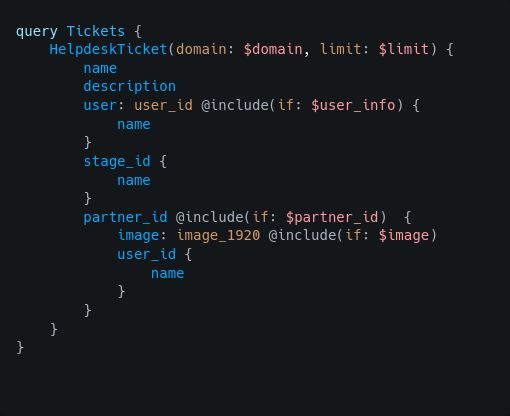 query Tickets {
    HelpdeskTicket(domain: $domain, limit: $limit) {
        name
        description
        user: user_id @include(if: $user_info) {
            name
        }
        stage_id {
            name
        }
        partner_id @include(if: $partner_id)  {
            image: image_1920 @include(if: $image)
            user_id {
                name
            }
        }
    }
}